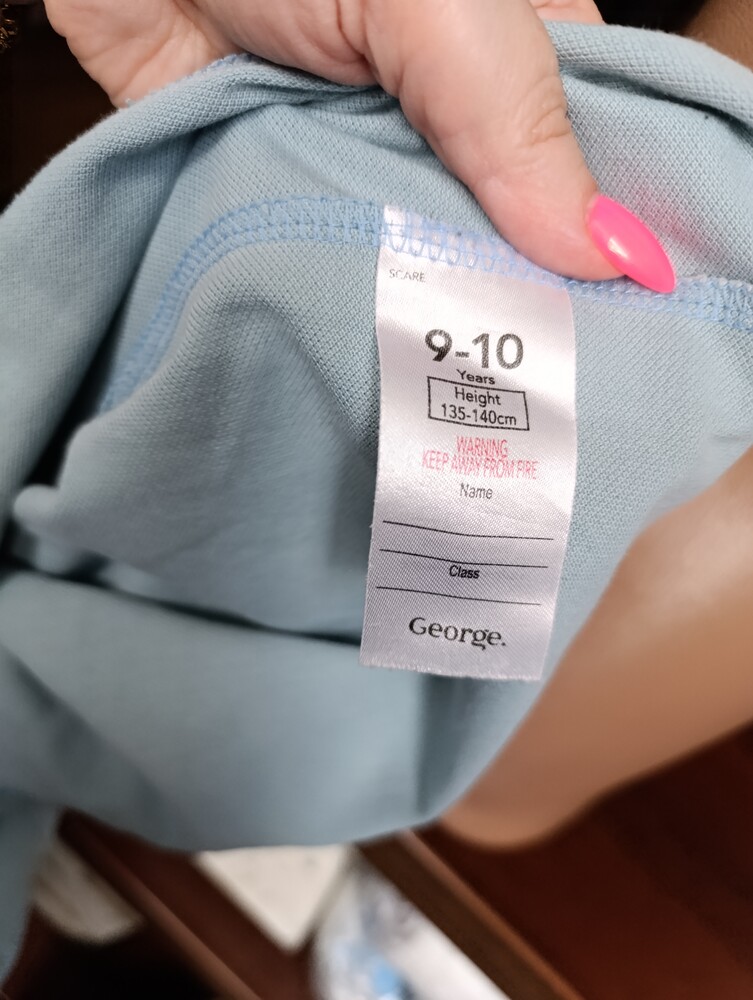 SCARE
9-10
Years
Height
135-140cm
WARNING
KEEP AWAY FROM FIRE
Name
Class
George.